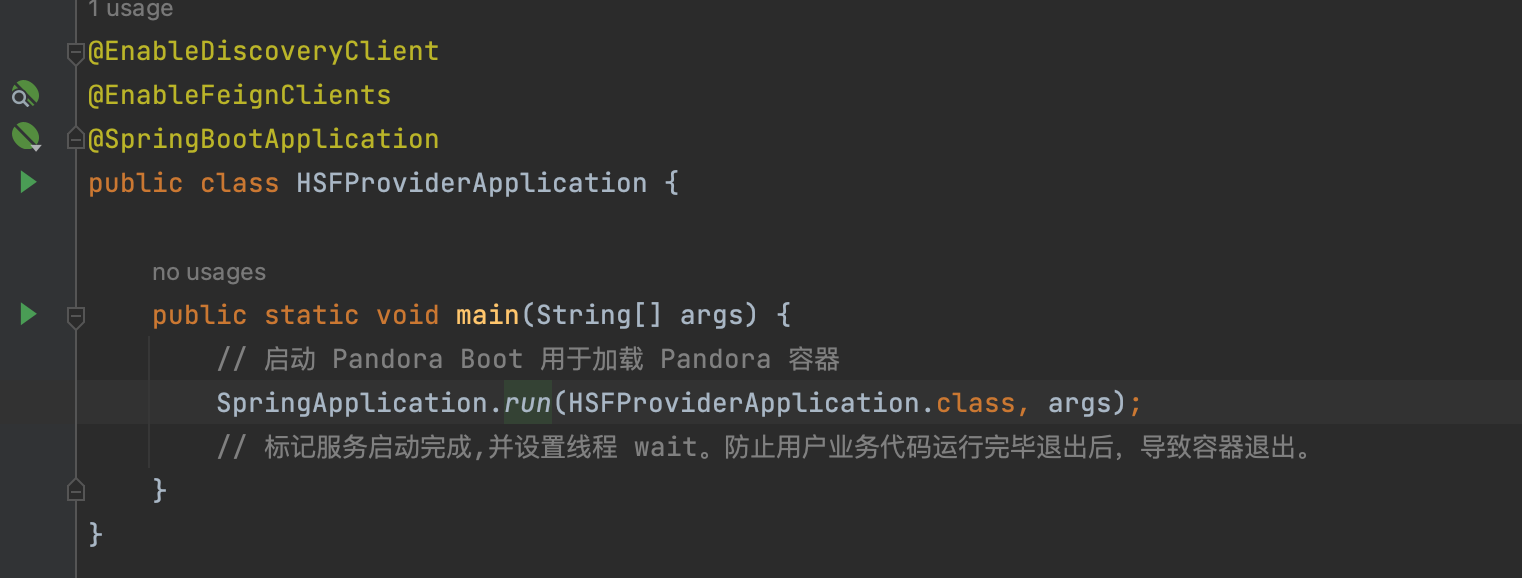 1 usage
@EnableDiscoveryClient
@EnableFeignClients
@SpringBootApplication
public class HSFProviderApplication {
no usages
public static void main(String[] args) {
// 启动 Pandora Boot 用于加载 Pandora 容器
SpringApplication.run(HSFProviderApplication.class, args);
// 标记服务启动完成,并设置线程 wait。防止用户业务代码运行完毕退出后，导致容器退出。
}
}